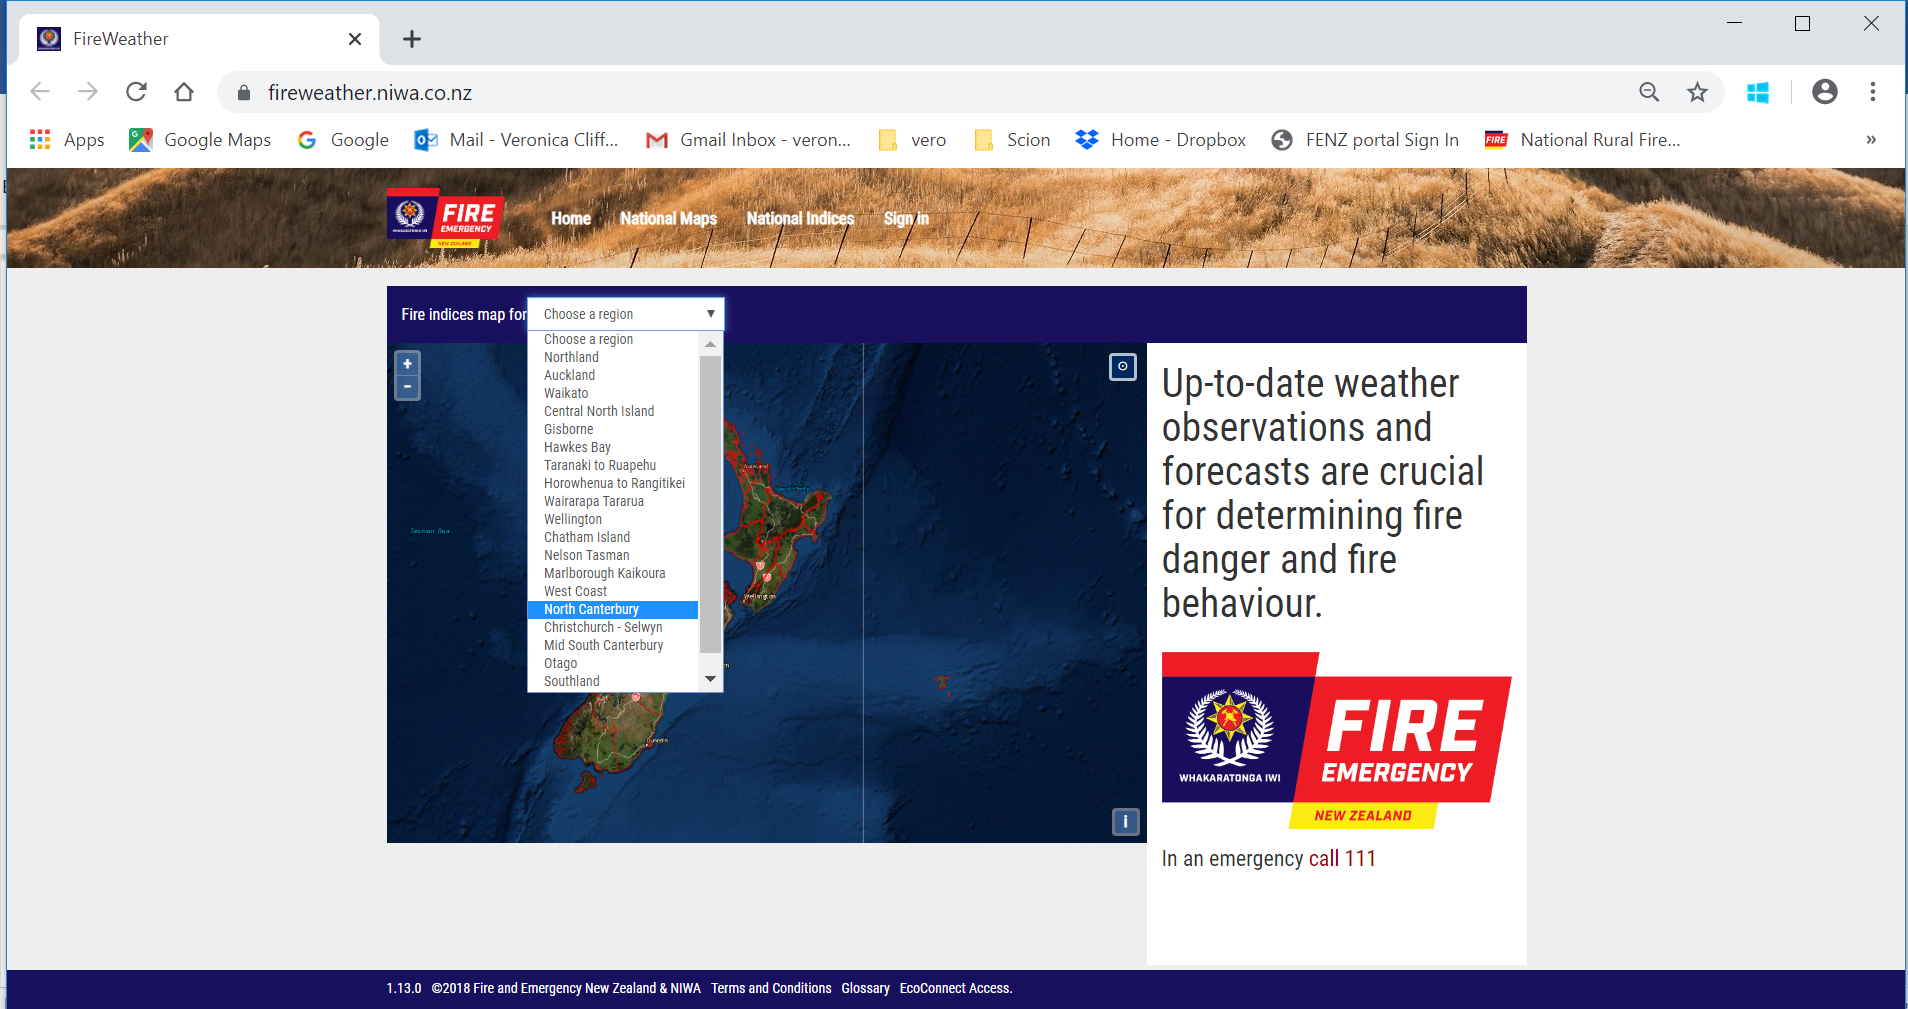 FireWeather
fireweather.niwa.co.nz
Apps Google Maps Google Mail - Veronica Cliff... Gmail Inbox - veron... vero Scion Home - Dropbox FENZ portal Sign In National Rural Fire... »
FIRE
EMERGENCY
NEW ZEALAND
WHAKARATONGA IWI
Home National Maps National Indices Sign in
Fire indices map for Choose a region
Choose a region
Northland
Auckland
Waikato
Central North Island
Gisborne
Hawkes Bay
Taranaki to Ruapehu
Horowhenua to Rangitikei
Wairarapa Tararua
Wellington
Chatham Island
Nelson Tasman
Marlborough Kaikoura
West Coast
North Canterbury
Christchurch - Selwyn
Mid South Canterbury
Otago
Southland
+
-
Tasman Sea
Auckland
Wellington
Dunedin
i
Up-to-date weather
observations and
forecasts are crucial
for determining fire
danger and fire
behaviour.
WHAKARATONGA IWI
FIRE
EMERGENCY
NEW ZEALAND
In an emergency call 111
1.13.0 ©2018 Fire and Emergency New Zealand & NIWA Terms and Conditions Glossary EcoConnect Access.